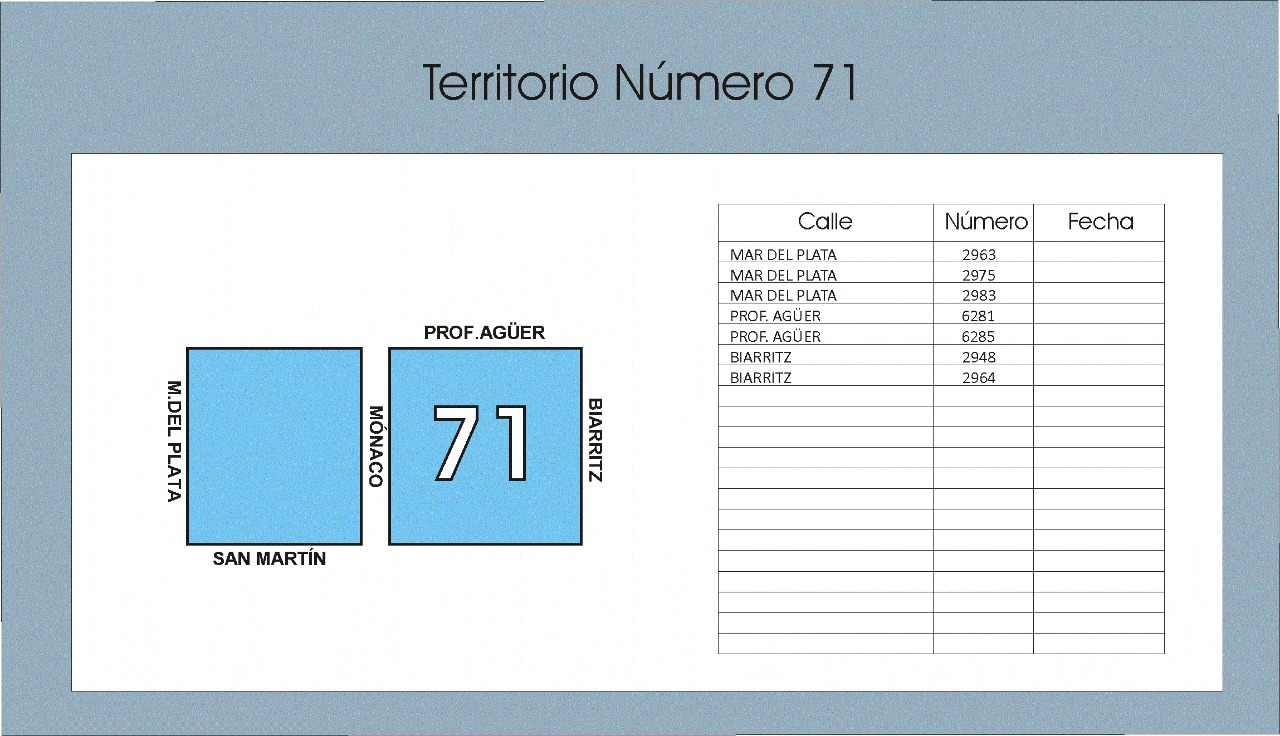 Territorio Número 71
PROF.AGÜER
M.DEL PLATA
MÓNACO
71
BIARRITZ
SAN MARTÍN
Calle Número Fecha
MAR DEL PLATA 2963
MAR DEL PLATA 2975
MAR DEL PLATA 2983
PROF. AGÜER 6281
PROF. AGÜER 6285
BIARRITZ 2948
BIARRITZ 2964